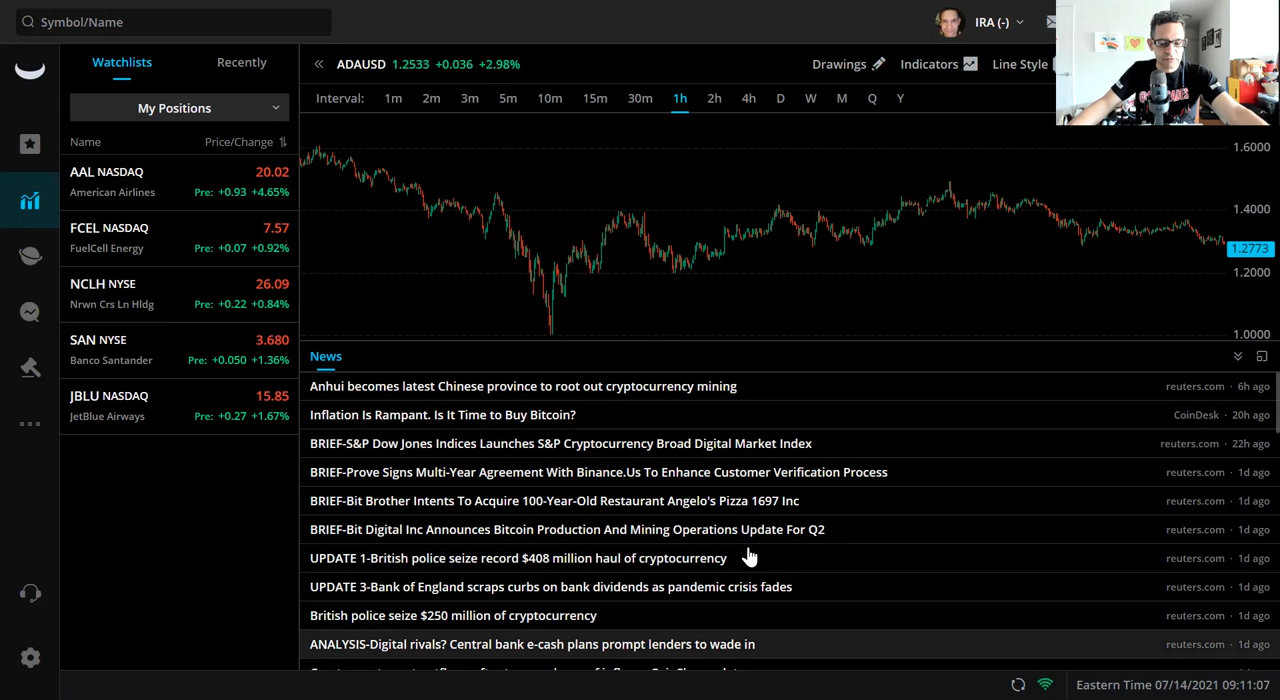 Symbol/Name
IRA (-)
Watchlists
Recently
My Positions
Name
Price/Change
AAL NASDAQ
20.02
American Airlines
Pre: +0.93 +4.65%
FCEL NASDAQ
7.57
FuelCell Energy
Pre: +0.07 +0.92%
NCLH NYSE
26.09
Nrwn Crs Ln Hldg
Pre: +0.22 +0.84%
SAN NYSE
3.680
Banco Santander
Pre: +0.050 +1.36%
JBLU NASDAQ
15.85
JetBlue Airways
Pre: +0.27 +1.67%
ADAUSD 1.2533 +0.036 +2.98%
Drawings
Indicators
Line Style
Interval: 1m 2m 3m 5m 10m 15m 30m 1h 2h 4h D W M Q Y
1.6000
1.4000
1.2773
1.2000
1.0000
News
Anhui becomes latest Chinese province to root out cryptocurrency mining
reuters.com · 6h ago
Inflation Is Rampant. Is It Time to Buy Bitcoin?
CoinDesk · 20h ago
BRIEF-S&P Dow Jones Indices Launches S&P Cryptocurrency Broad Digital Market Index
reuters.com · 22h ago
BRIEF-Prove Signs Multi-Year Agreement With Binance.Us To Enhance Customer Verification Process
reuters.com · 1d ago
BRIEF-Bit Brother Intents To Acquire 100-Year-Old Restaurant Angelo's Pizza 1697 Inc
reuters.com · 1d ago
BRIEF-Bit Digital Inc Announces Bitcoin Production And Mining Operations Update For Q2
reuters.com · 1d ago
UPDATE 1-British police seize record $408 million haul of cryptocurrency
reuters.com · 1d ago
UPDATE 3-Bank of England scraps curbs on bank dividends as pandemic crisis fades
reuters.com · 1d ago
British police seize $250 million of cryptocurrency
reuters.com · 1d ago
ANALYSIS-Digital rivals? Central bank e-cash plans prompt lenders to wade in
reuters.com · 1d ago
Eastern Time 07/14/2021 09:11:07